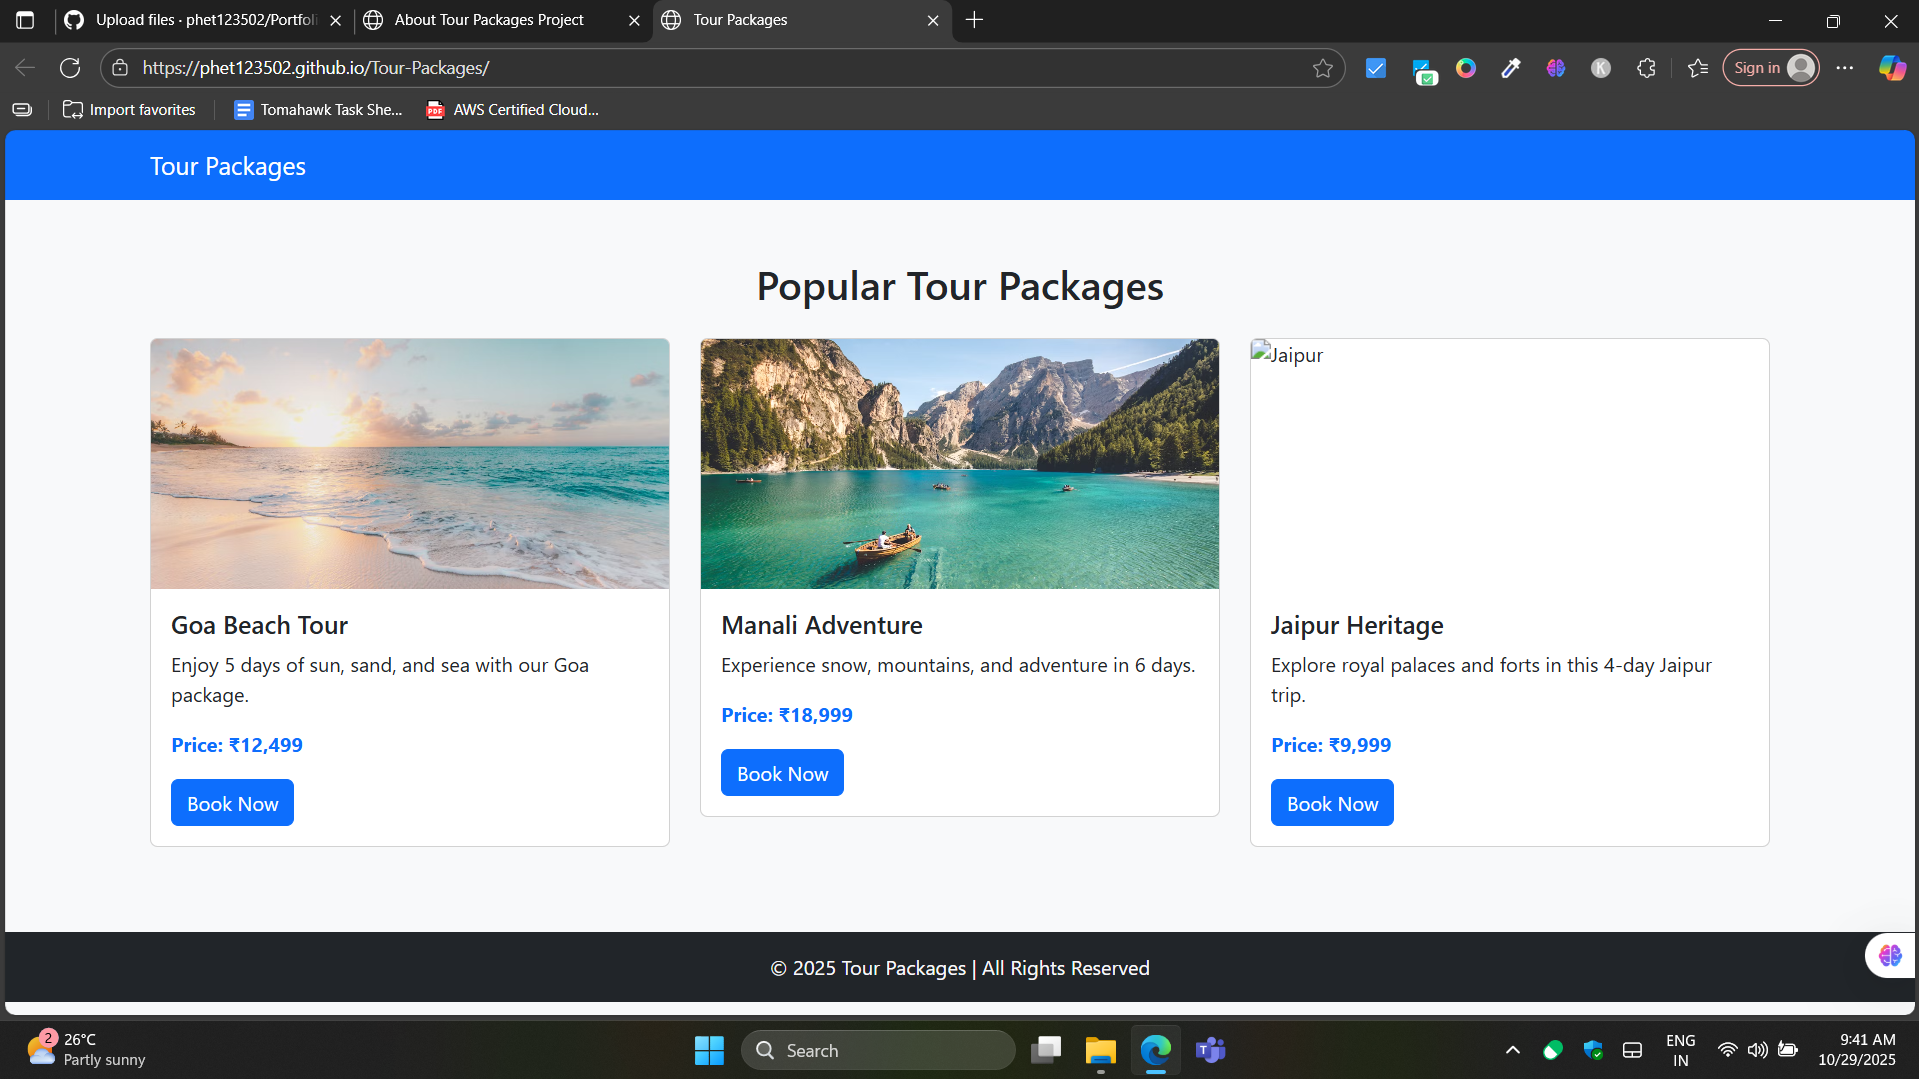 Upload files · phet123502/Portfoli
About Tour Packages Project
Tour Packages
https://phet123502.github.io/Tour-Packages/
Sign in
Import favorites
Tomahawk Task She...
AWS Certified Cloud...
Tour Packages
Popular Tour Packages
Jaipur
Goa Beach Tour
Enjoy 5 days of sun, sand, and sea with our Goa
package.
Price: ₹12,499
Book Now
Manali Adventure
Experience snow, mountains, and adventure in 6 days.
Price: ₹18,999
Book Now
Jaipur Heritage
Explore royal palaces and forts in this 4-day Jaipur
trip.
Price: ₹9,999
Book Now
© 2025 Tour Packages | All Rights Reserved
2
26°C
Partly sunny
Search
ENG
IN
9:41 AM
10/29/2025